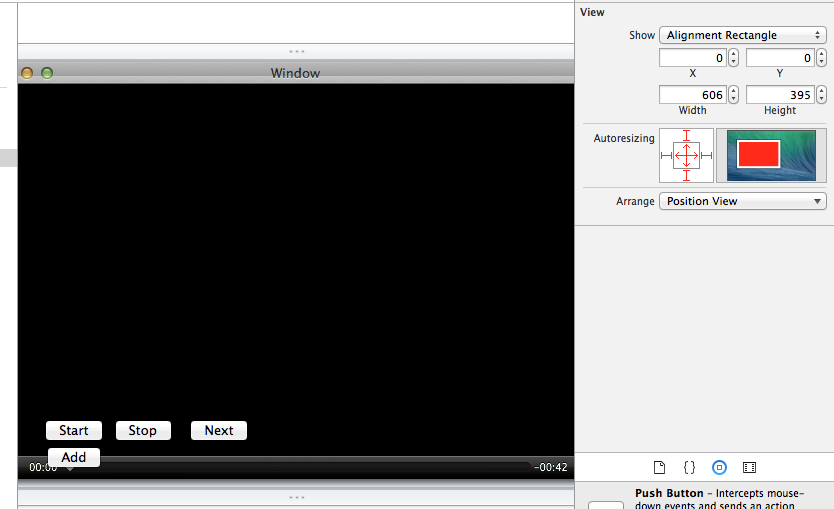 View
Show Alignment Rectangle
0 0
X Y
606 395
Width Height
Autoresizing
Arrange Position View
Window
Start Stop Next
Add
00:00 -00:42
{}
Push Button - Intercepts mouse-
down events and sends an action